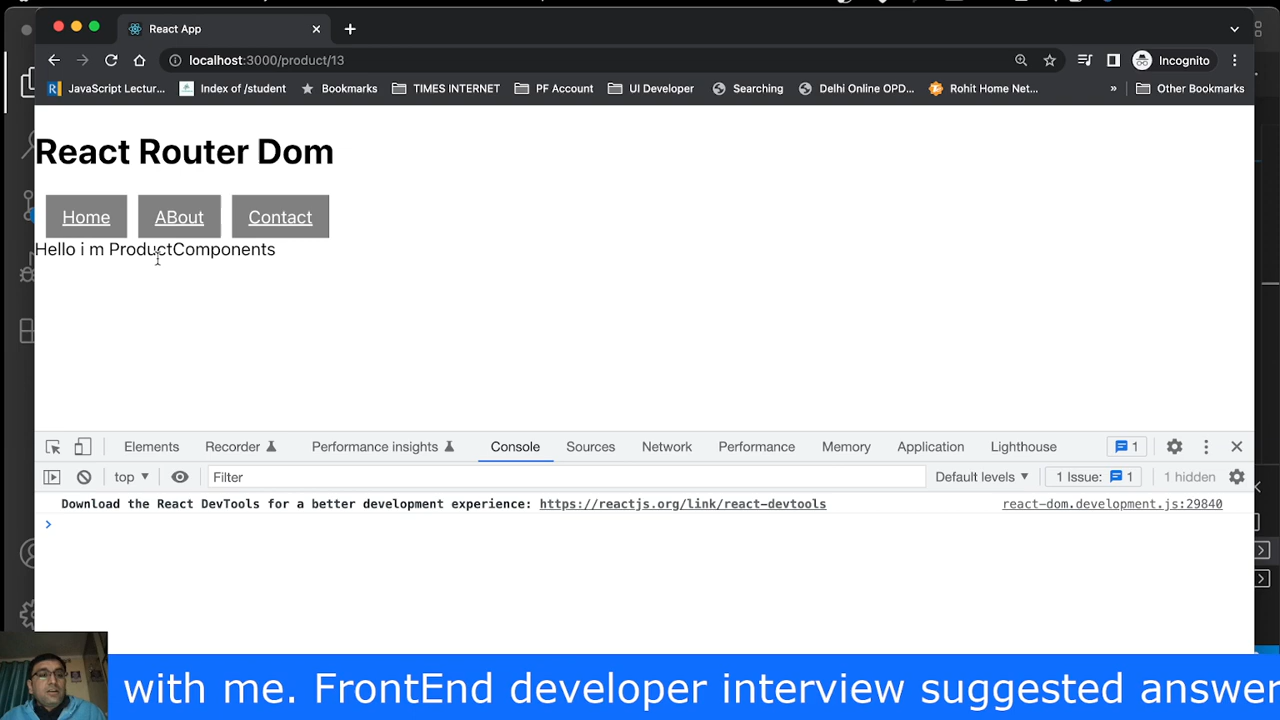 React App
localhost:3000/product/13
Incognito
JavaScript Lectur...
Index of /student
Bookmarks
TIMES INTERNET
PF Account
UI Developer
Searching
Delhi Online OPD...
Rohit Home Net...
»
Other Bookmarks
React Router Dom
Home ABout Contact
Hello i m ProductComponents
Elements Recorder Performance insights Console Sources Network Performance Memory Application Lighthouse 1
top Filter Default levels 1 Issue: 1 1 hidden
Download the React DevTools for a better development experience: https://reactjs.org/link/react-devtools react-dom.development.js:29840
>
with me. FrontEnd developer interview suggested answer